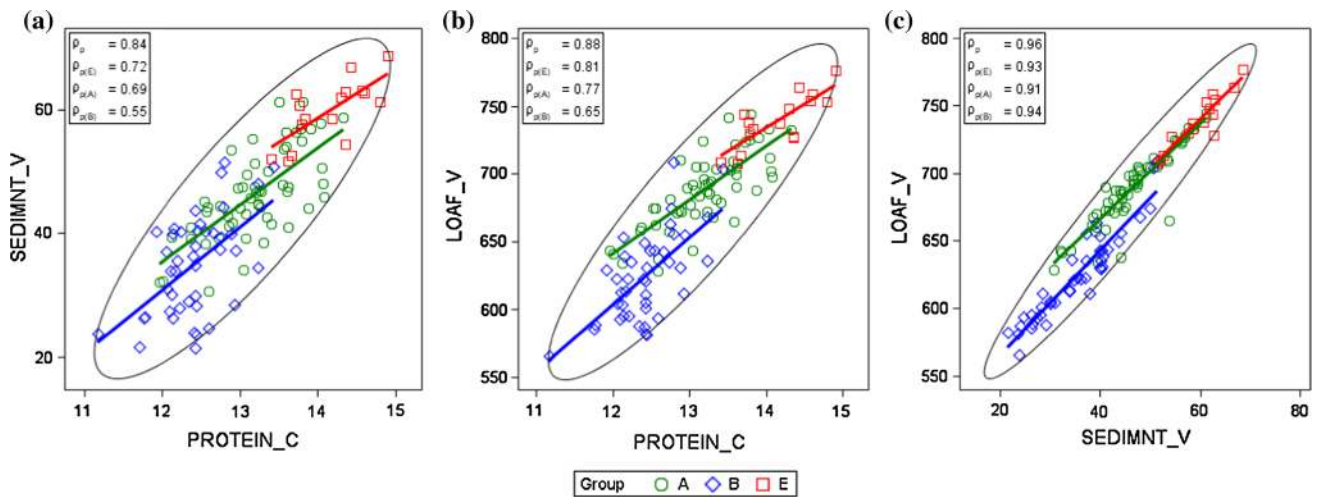 (a)
ρp = 0.84
ρp(E) = 0.72
ρp(A) = 0.69
ρp(B) = 0.55
SEDIMNT_V
60
40
20
11 12 13 14 15
PROTEIN_C
(b)
ρp = 0.88
ρp(E) = 0.81
ρp(A) = 0.77
ρp(B) = 0.65
LOAF_V
800
750
700
650
600
550
11 12 13 14 15
PROTEIN_C
(c)
ρp = 0.96
ρp(E) = 0.93
ρp(A) = 0.91
ρp(B) = 0.94
LOAF_V
800
750
700
650
600
550
20 40 60 80
SEDIMNT_V
Group A B E